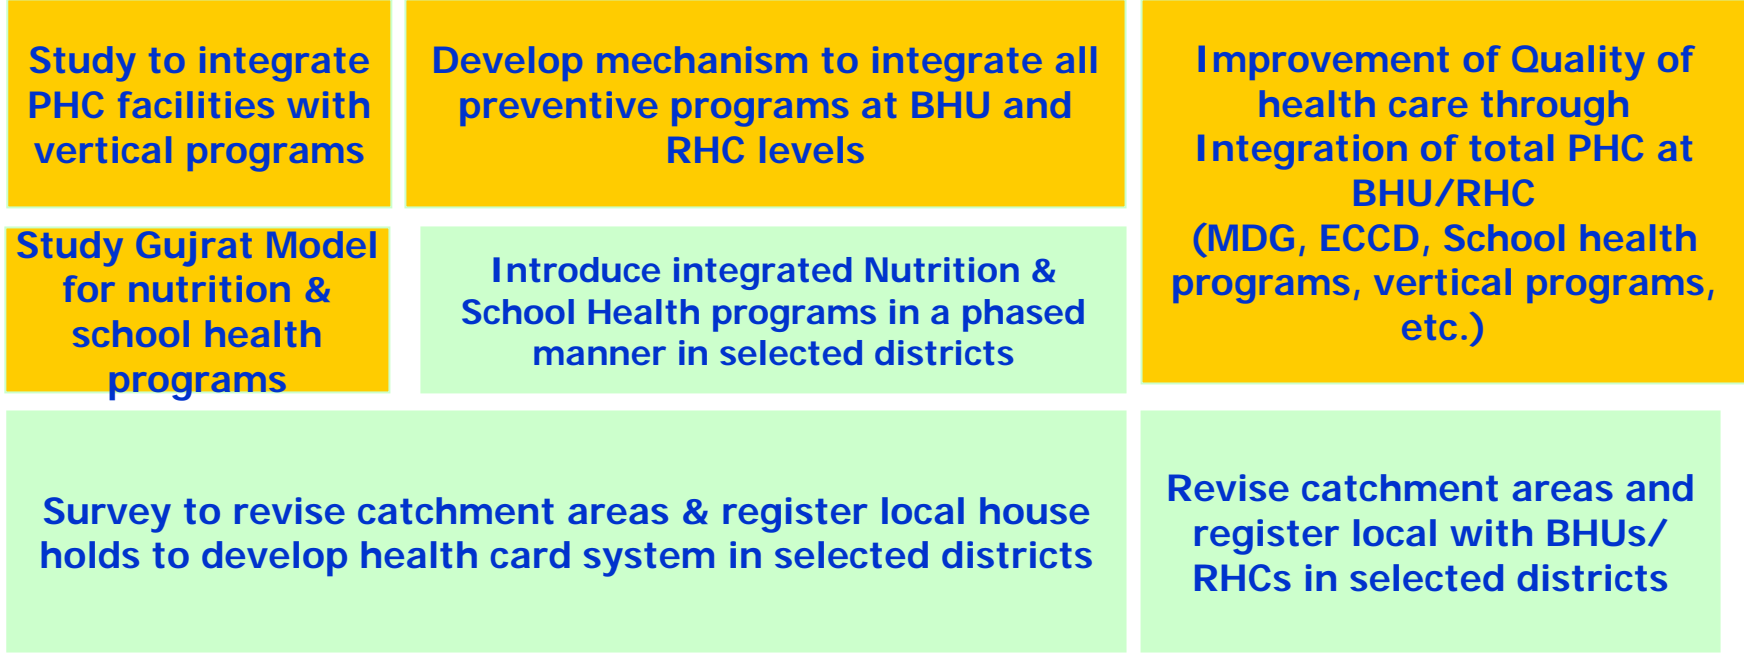 Study to integrate
PHC facilities with
vertical programs
Develop mechanism to integrate all
preventive programs at BHU and
RHC levels
Improvement of Quality of
health care through
Integration of total PHC at
BHU/RHC
(MDG, ECCD, School health
programs, vertical programs,
etc.)
Study Gujrat Model
for nutrition &
school health
programs
Introduce integrated Nutrition &
School Health programs in a phased
manner in selected districts
Survey to revise catchment areas & register local house
holds to develop health card system in selected districts
Revise catchment areas and
register local with BHUs/
RHCs in selected districts